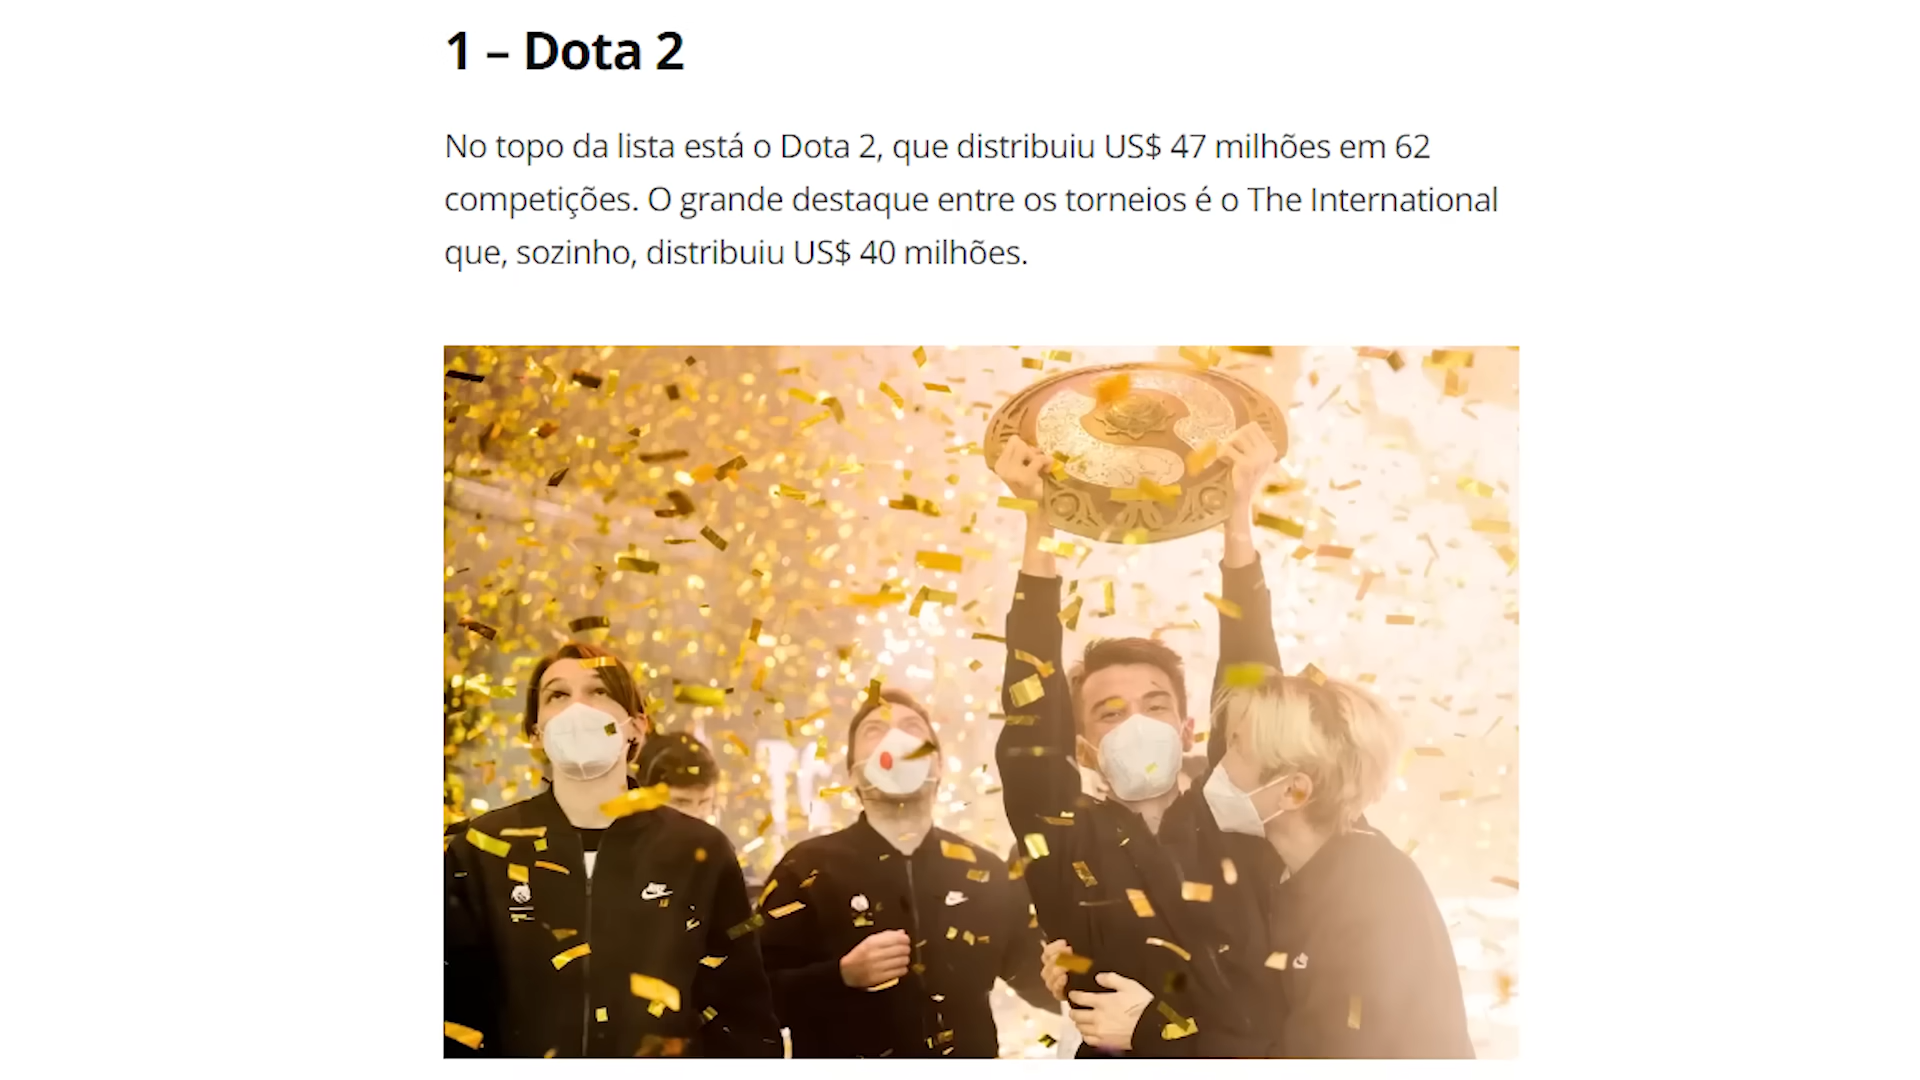 1 – Dota 2
No topo da lista está o Dota 2, que distribuiu US$ 47 milhões em 62
competições. O grande destaque entre os torneios é o The International
que, sozinho, distribuiu US$ 40 milhões.